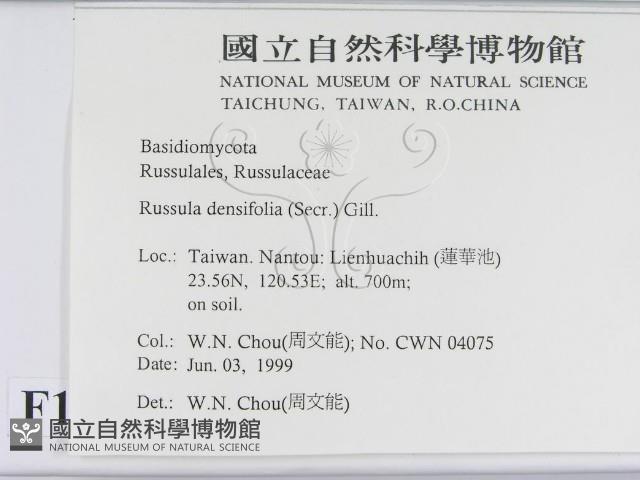 國立自然科學博物館
NATIONAL MUSEUM OF NATURAL SCIENCE
TAICHUNG, TAIWAN, R.O.CHINA
Basidiomycota
Russulales, Russulaceae
Russula densifolia (Secr.) Gill.
Loc.: Taiwan. Nantou: Lienhuachih (蓮華池)
23.56N, 120.53E; alt. 700m;
on soil.
Col.: W.N. Chou(周文能); No. CWN 04075
Date: Jun. 03, 1999
Det.: W.N. Chou(周文能)
F1
國立自然科學博物館
NATIONAL MUSEUM OF NATURAL SCIENCE